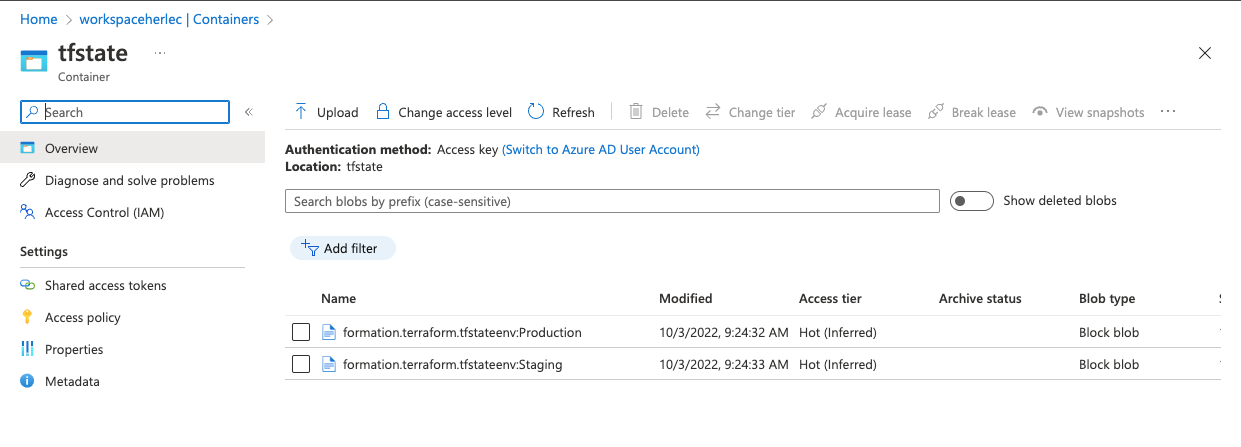 Home > workspaceherlec | Containers >
tfstate ...
Container
Search «
Upload Change access level Refresh Delete Change tier Acquire lease Break lease View snapshots ...
Overview
Diagnose and solve problems
Access Control (IAM)
Settings
Shared access tokens
Access policy
Properties
Metadata
Authentication method: Access key (Switch to Azure AD User Account)
Location: tfstate
Search blobs by prefix (case-sensitive) Show deleted blobs
Add filter
Name Modified Access tier Archive status Blob type
formation.terraform.tfstateenv:Production 10/3/2022, 9:24:32 AM Hot (Inferred) Block blob
formation.terraform.tfstateenv:Staging 10/3/2022, 9:24:33 AM Hot (Inferred) Block blob